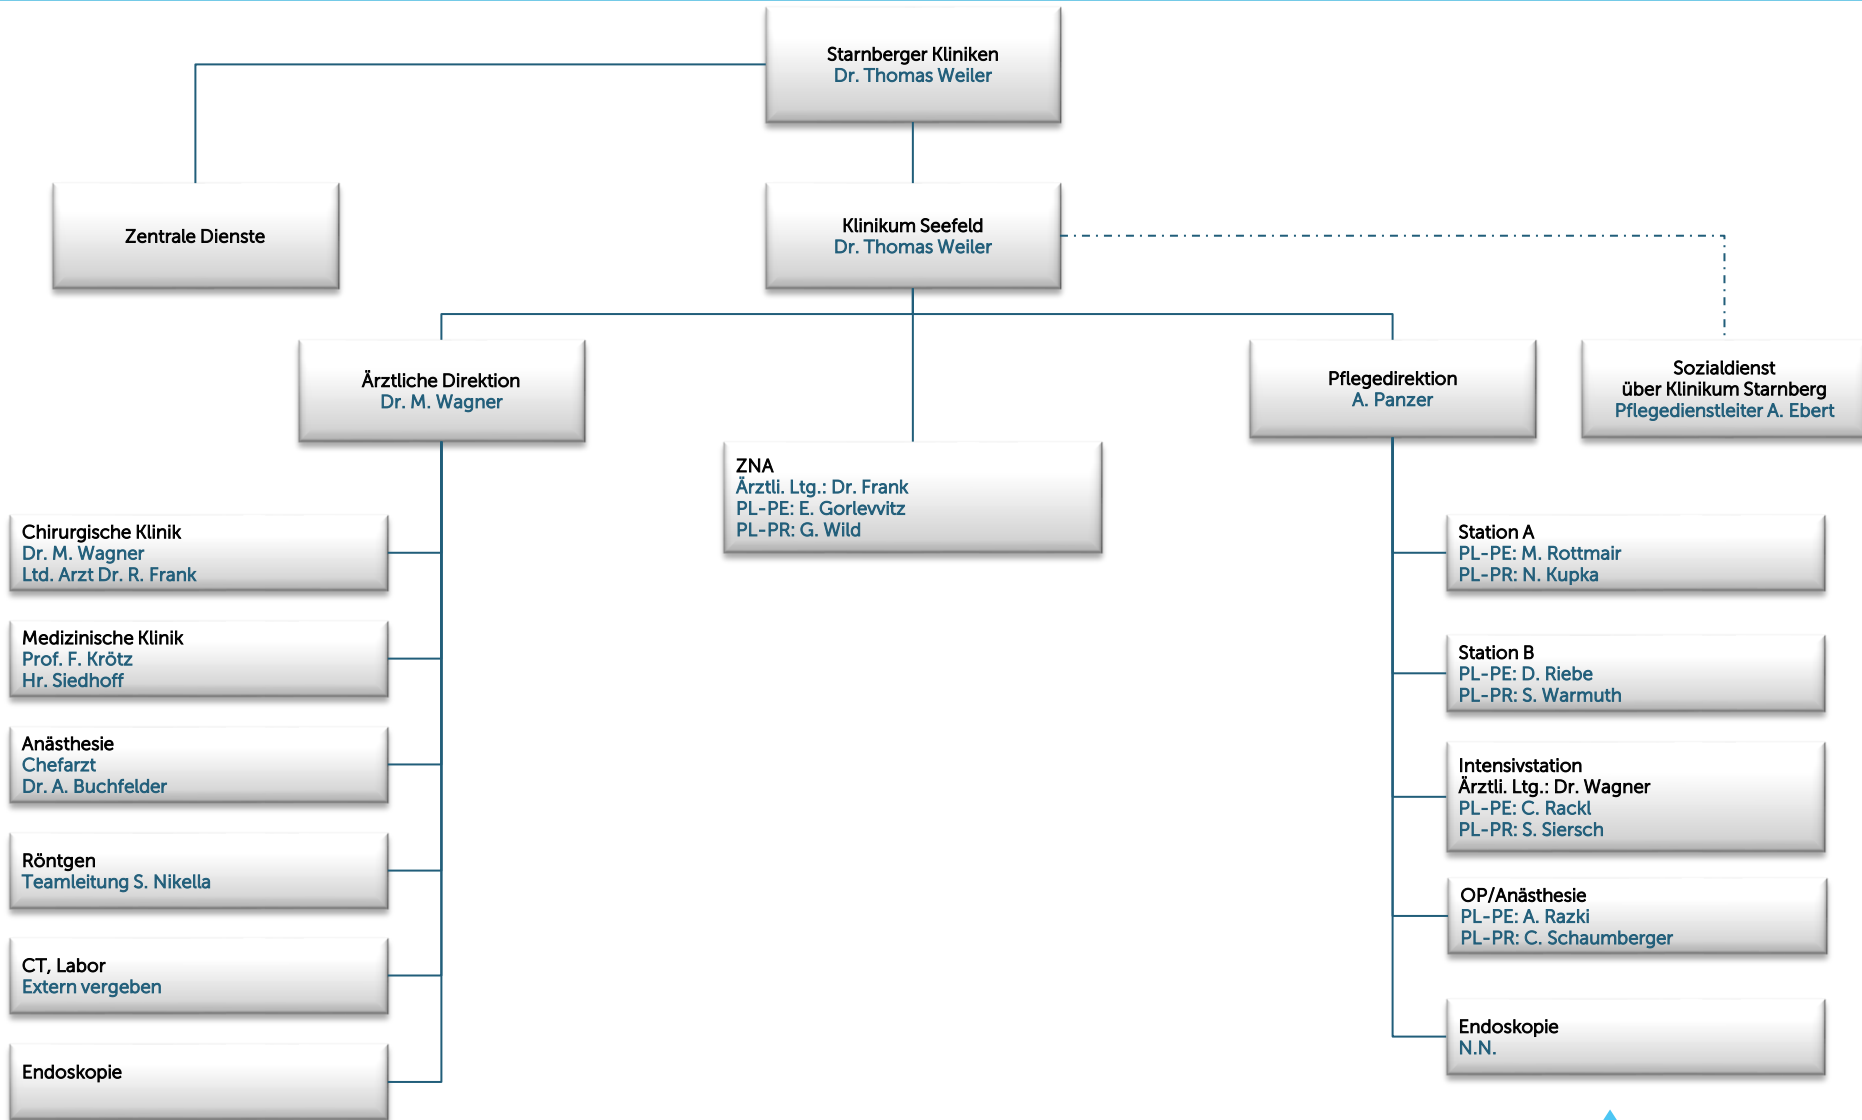 Starnberger Kliniken
Dr. Thomas Weiler
Zentrale Dienste
Klinikum Seefeld
Dr. Thomas Weiler
Ärztliche Direktion
Dr. M. Wagner
Pflegedirektion
A. Panzer
Sozialdienst
über Klinikum Starnberg
Pflegedienstleiter A. Ebert
ZNA
Ärztli. Ltg.: Dr. Frank
PL-PE: E. Gorlevvitz
PL-PR: G. Wild
Chirurgische Klinik
Dr. M. Wagner
Ltd. Arzt Dr. R. Frank
Medizinische Klinik
Prof. F. Krötz
Hr. Siedhoff
Anästhesie
Chefarzt
Dr. A. Buchfelder
Röntgen
Teamleitung S. Nikella
CT, Labor
Extern vergeben
Endoskopie
Station A
PL-PE: M. Rottmair
PL-PR: N. Kupka
Station B
PL-PE: D. Riebe
PL-PR: S. Warmuth
Intensivstation
Ärztli. Ltg.: Dr. Wagner
PL-PE: C. Rackl
PL-PR: S. Siersch
OP/Anästhesie
PL-PE: A. Razki
PL-PR: C. Schaumberger
Endoskopie
N.N.